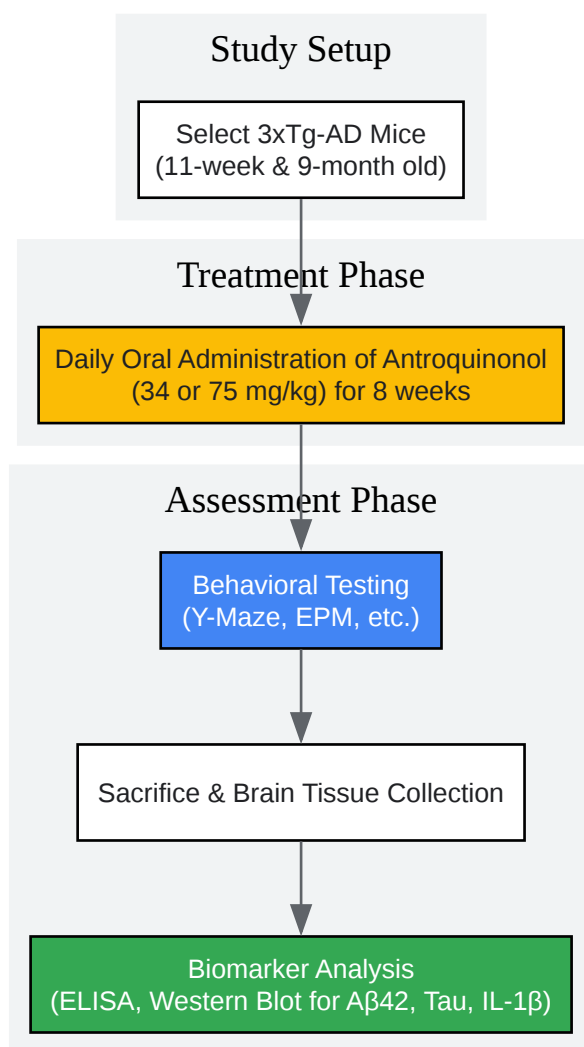 Study Setup
Select 3xTg-AD Mice
(11-week & 9-month old)
Treatment Phase
Daily Oral Administration of Antroquinonol
(34 or 75 mg/kg) for 8 weeks
Assessment Phase
Behavioral Testing
(Y-Maze, EPM, etc.)
Sacrifice & Brain Tissue Collection
Biomarker Analysis
(ELISA, Western Blot for Aβ42, Tau, IL-1β)